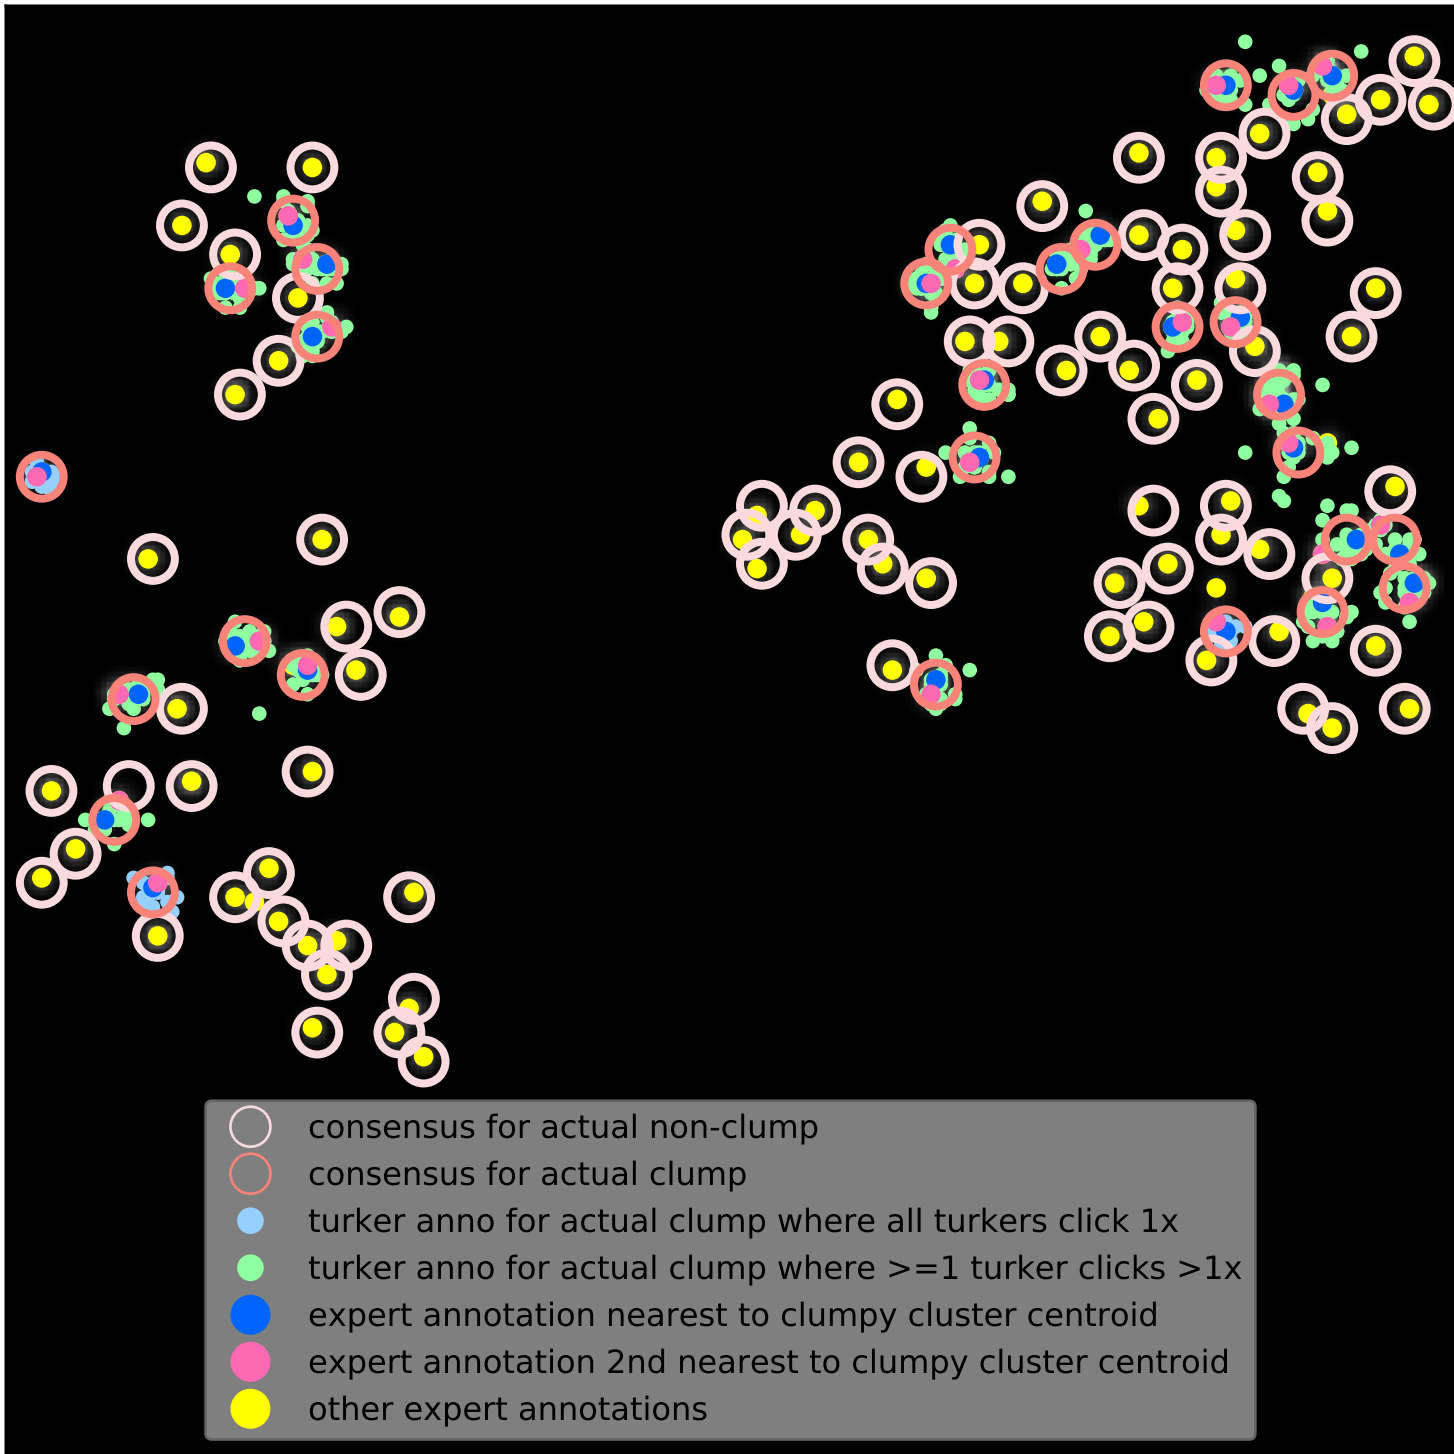 consensus for actual non-clump
consensus for actual clump
turker anno for actual clump where all turkers click 1x
turker anno for actual clump where >=1 turker clicks >1x
expert annotation nearest to clumpy cluster centroid
expert annotation 2nd nearest to clumpy cluster centroid
other expert annotations